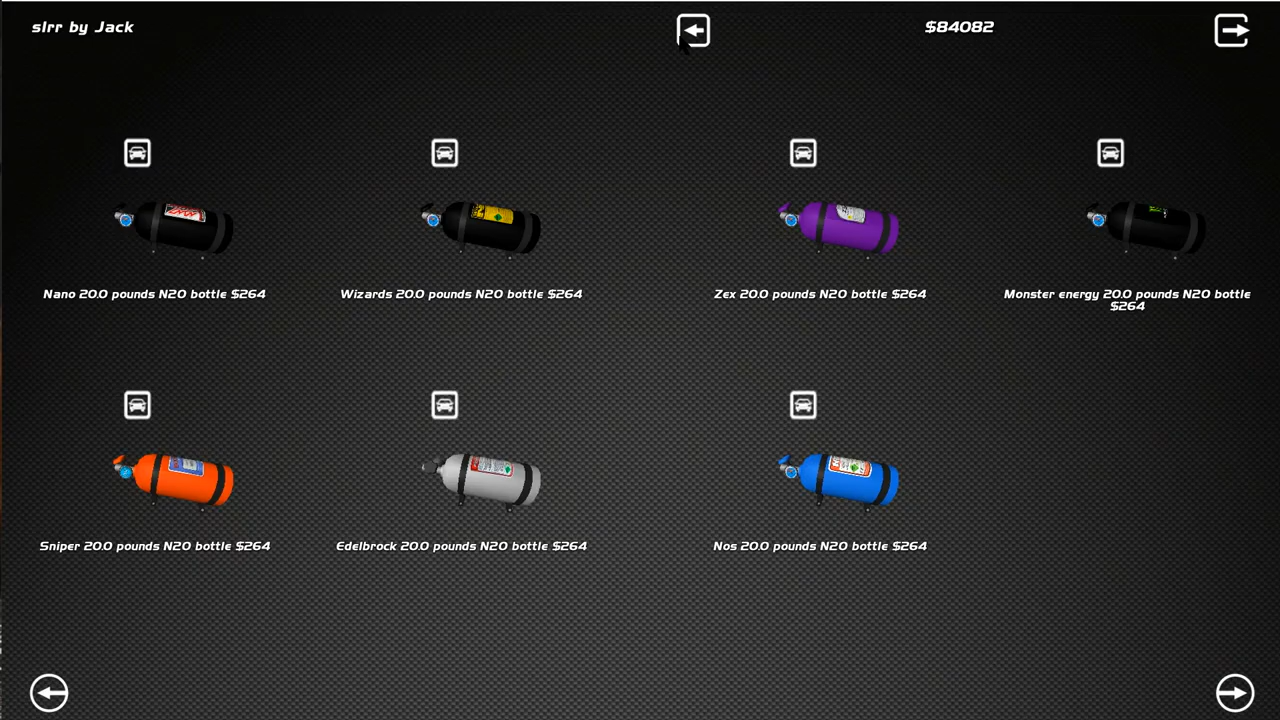 slrr by Jack
$84082
Nano 20.0 pounds N2O bottle $264
Wizards 20.0 pounds N2O bottle $264
Zex 20.0 pounds N2O bottle $264
Monster energy 20.0 pounds N2O bottle
$264
Sniper 20.0 pounds N2O bottle $264
Edelbrock 20.0 pounds N2O bottle $264
Nos 20.0 pounds N2O bottle $264